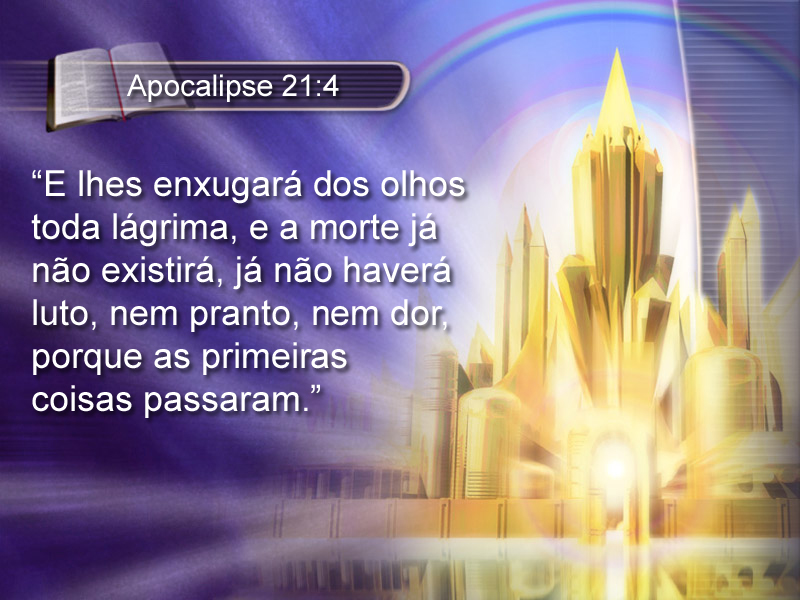 Apocalipse 21:4
“E lhes enxugará dos olhos
toda lágrima, e a morte já
não existirá, já não haverá
luto, nem pranto, nem dor,
porque as primeiras
coisas passaram.”